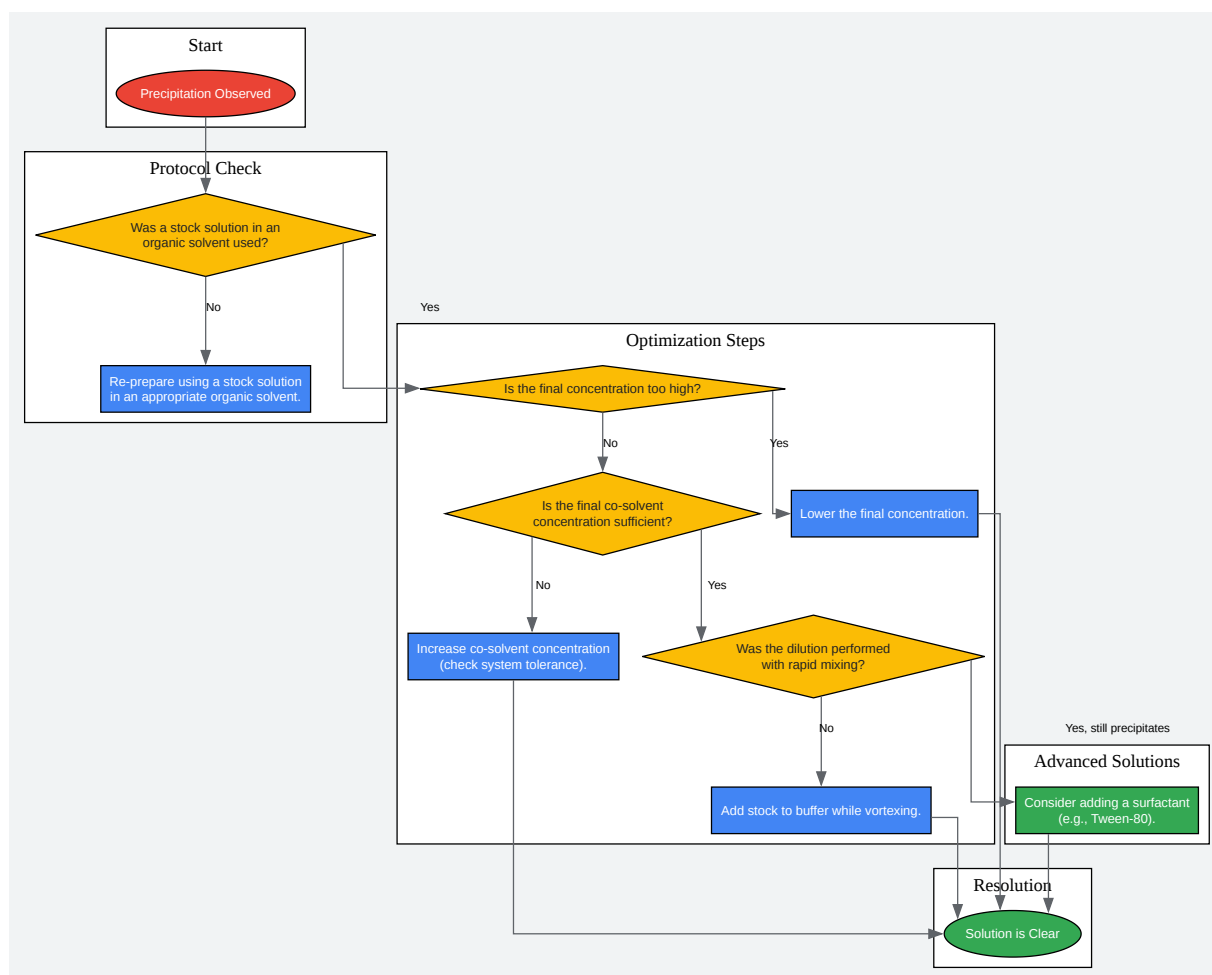 Start
Precipitation Observed
Protocol Check
Was a stock solution in an
organic solvent used?
No
Yes
Re-prepare using a stock solution
in an appropriate organic solvent.
Optimization Steps
Is the final concentration too high?
No
Yes
Is the final co-solvent
concentration sufficient?
Lower the final concentration.
No
Yes
Increase co-solvent concentration
(check system tolerance).
Was the dilution performed
with rapid mixing?
No
Yes, still precipitates
Add stock to buffer while vortexing.
Advanced Solutions
Consider adding a surfactant
(e.g., Tween-80).
Resolution
Solution is Clear